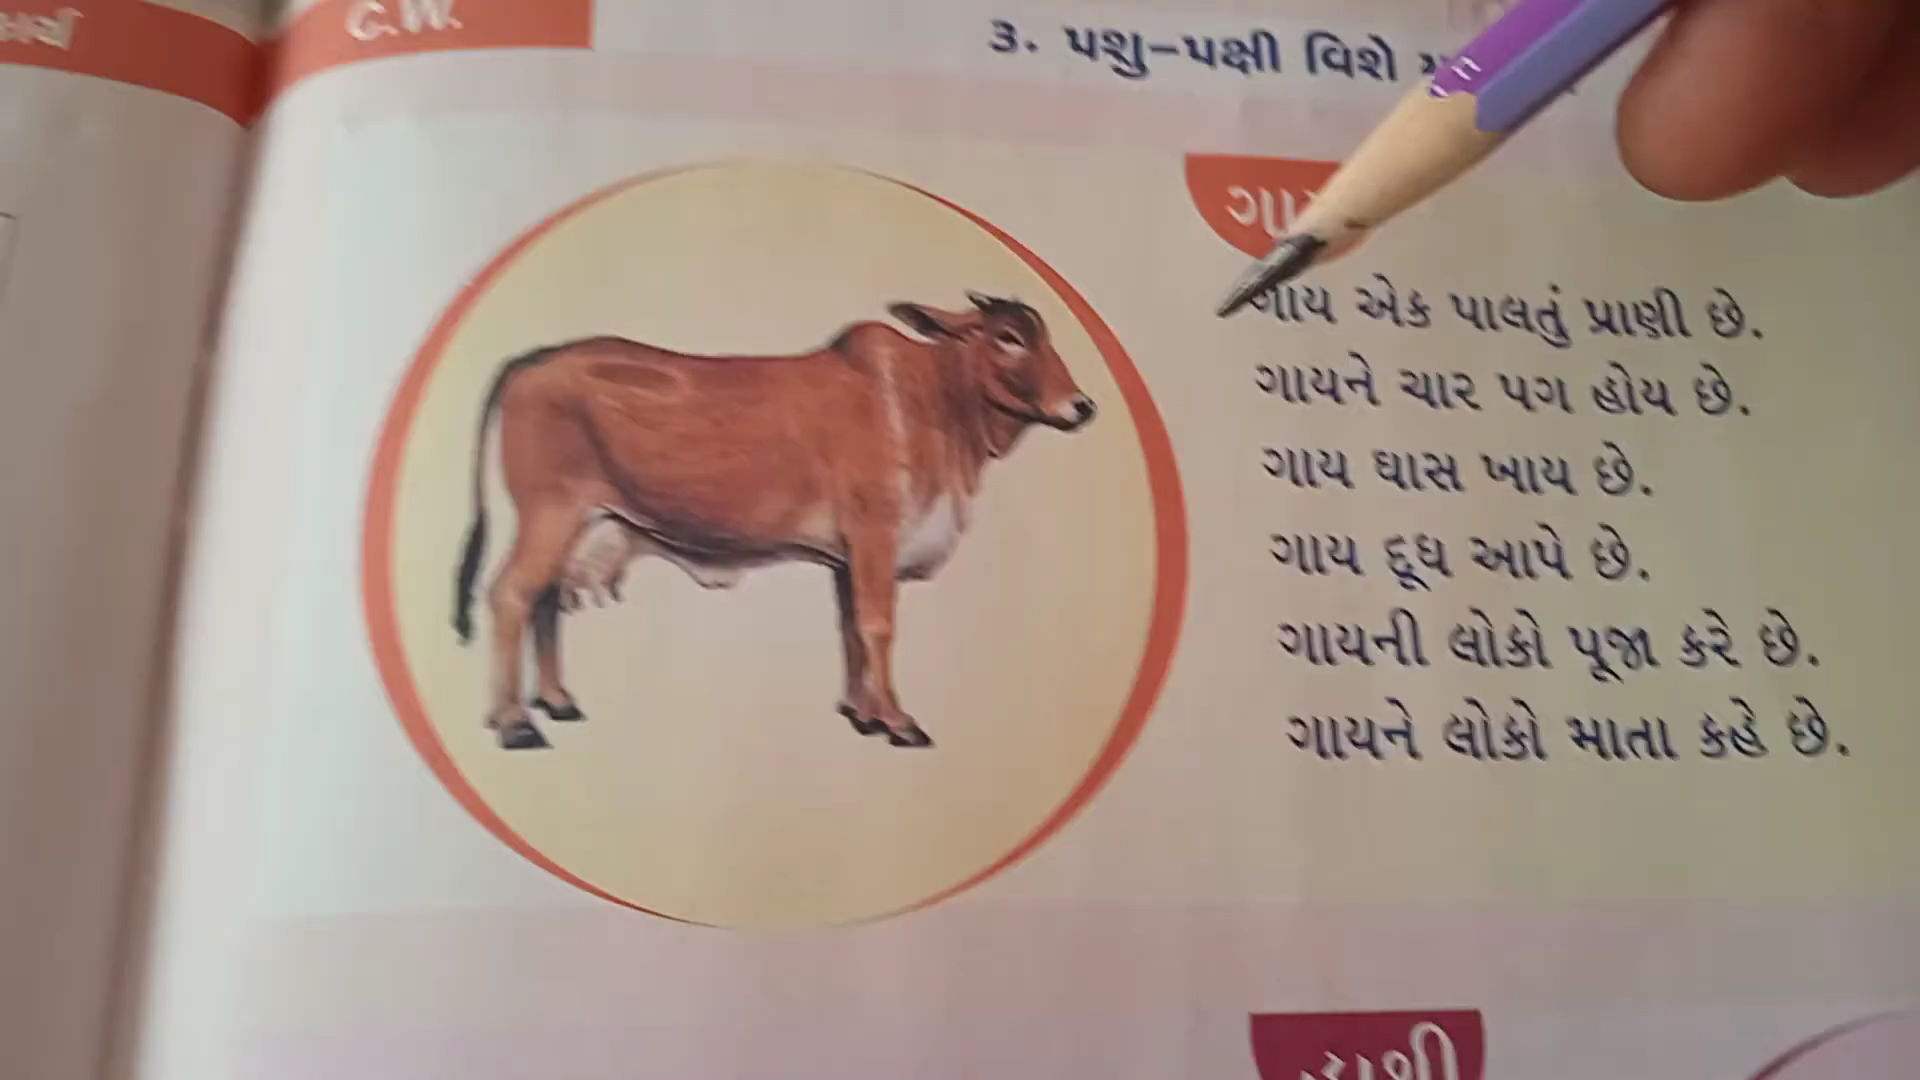 C.W.
૩. પશુ-પક્ષી વિશે
ગાય એક પાલતું પ્રાણી છે.
ગાયને ચાર પગ હોય છે.
ગાય ઘાસ ખાય છે.
ગાય દૂધ આપે છે.
ગાયની લોકો પૂજા કરે છે.
ગાયને લોકો માતા કહે છે.